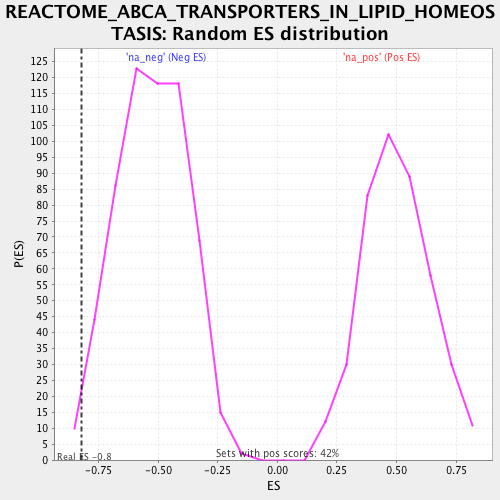 REACTOME_ABCA_TRANSPORTERS_IN_LIPID_HOMEOS
TASIS: Random ES distribution
'na_neg' (Neg ES)
'na_pos' (Pos ES)
125
120
115
110
105
100
95
90
85
80
75
70
65
60
55
50
45
40
35
30
25
20
15
10
5
0
P(ES)
Real ES -0.8
Sets with pos scores: 42%
-0.75 -0.50 -0.25 0.00 0.25 0.50 0.75
ES